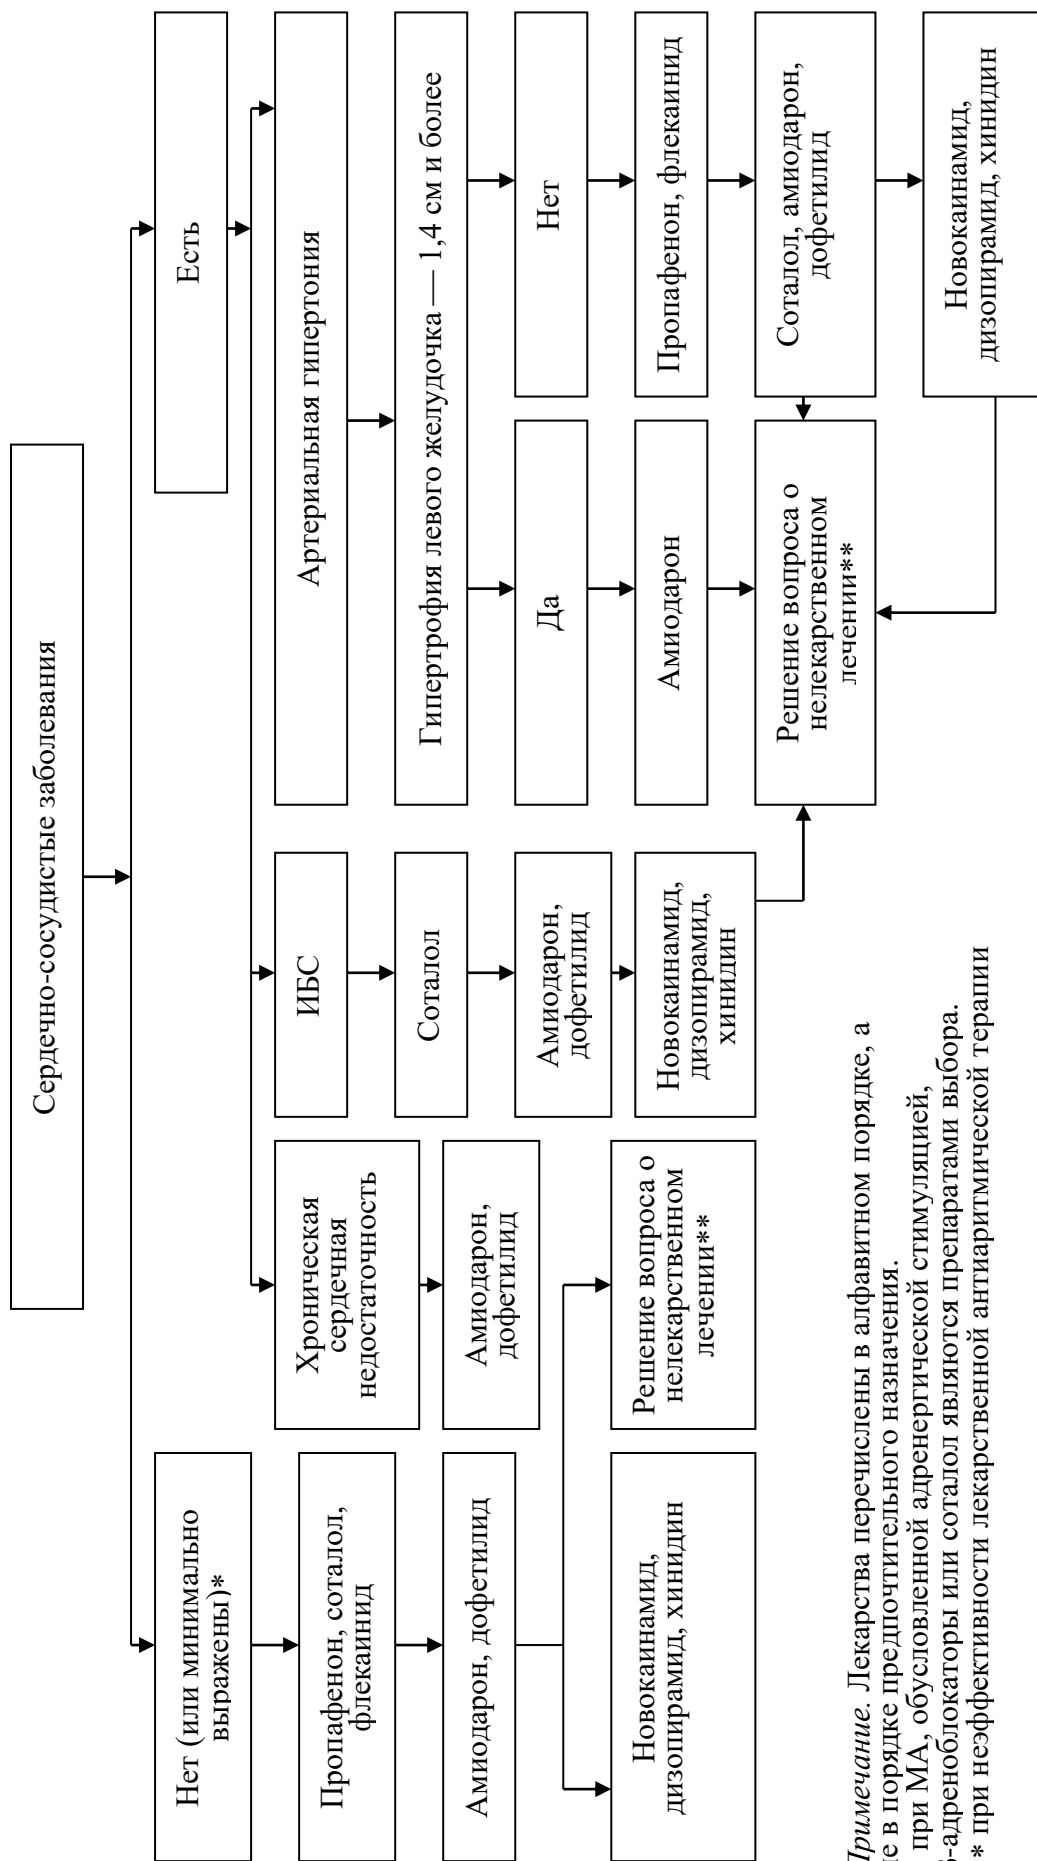 Сердечно-сосудистые заболевания
Нет (или минимально
выражены)*
Есть
Хроническая
сердечная
недостаточность
ИБС
Артериальная гипертония
Пропафенон, соталол,
флекаинид
Соталол
Гипертрофия левого желудочка — 1,4 см и более
Амиодарон, дофетилид
Амиодарон,
дофетилид
Амиодарон,
дофетилид
Да
Нет
Новокаинамид,
дизопирамид, хинидин
Решение вопроса о
нелекарственном
лечении**
Новокаинамид,
дизопирамид,
хинидин
Амиодарон
Пропафенон, флекаинид
Решение вопроса о
нелекарственном
лечении**
Соталол, амиодарон,
дофетилид
Новокаинамид,
дизопирамид, хинидин
Примечание. Лекарства перечислены в алфавитном порядке, а
не в порядке предпочтительного назначения.
при МА, обусловленной адренергической стимуляцией,
б-адреноблокаторы или соталол являются препаратами выбора.
* при неэффективности лекарственной антиаритмической терапии